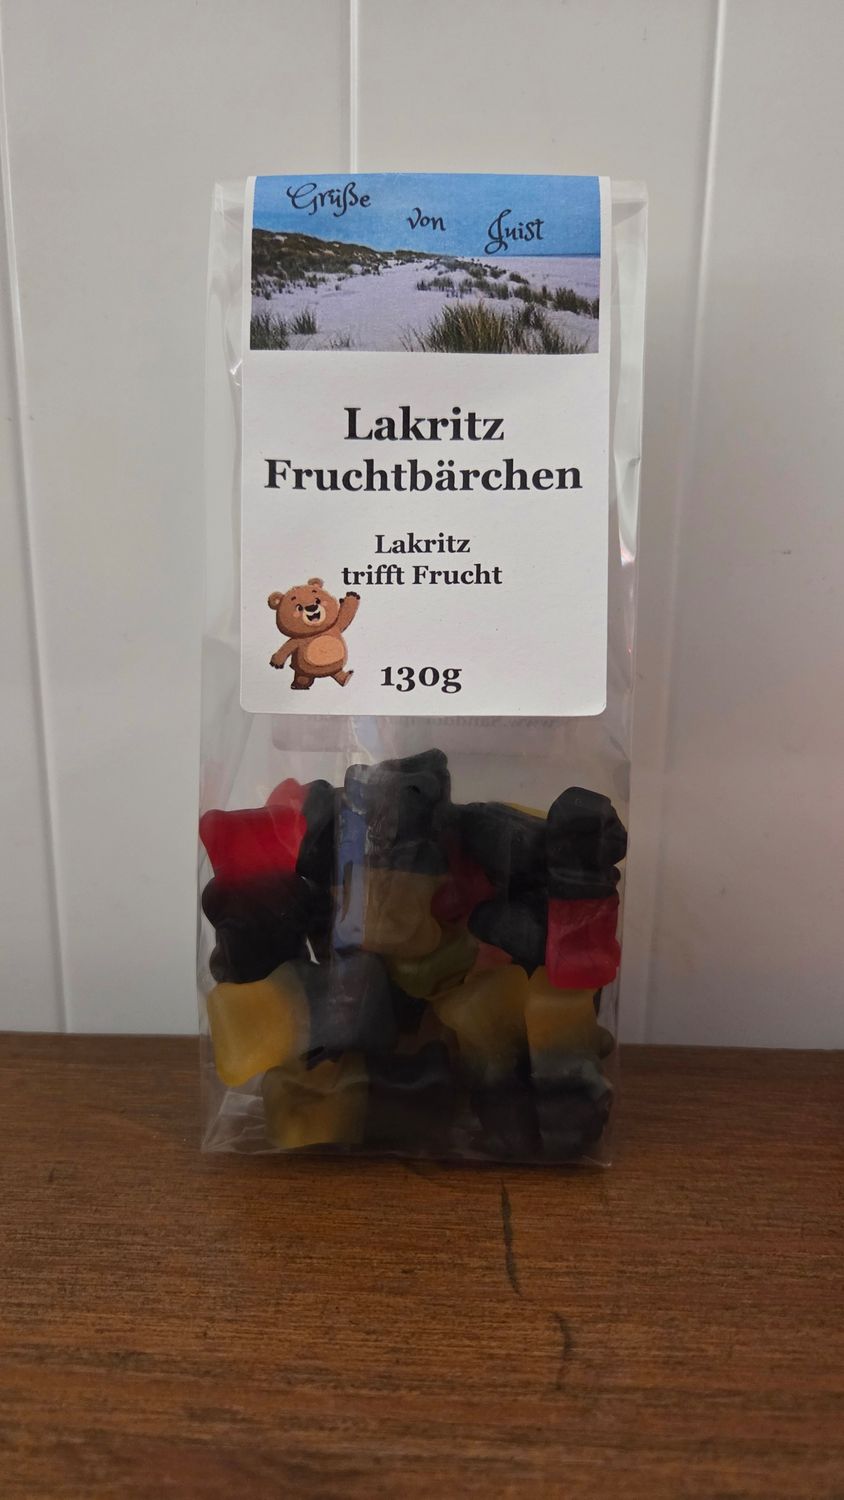 Grüße von Juist
Lakritz
Fruchtbärchen
Lakritz
trifft Frucht
130g